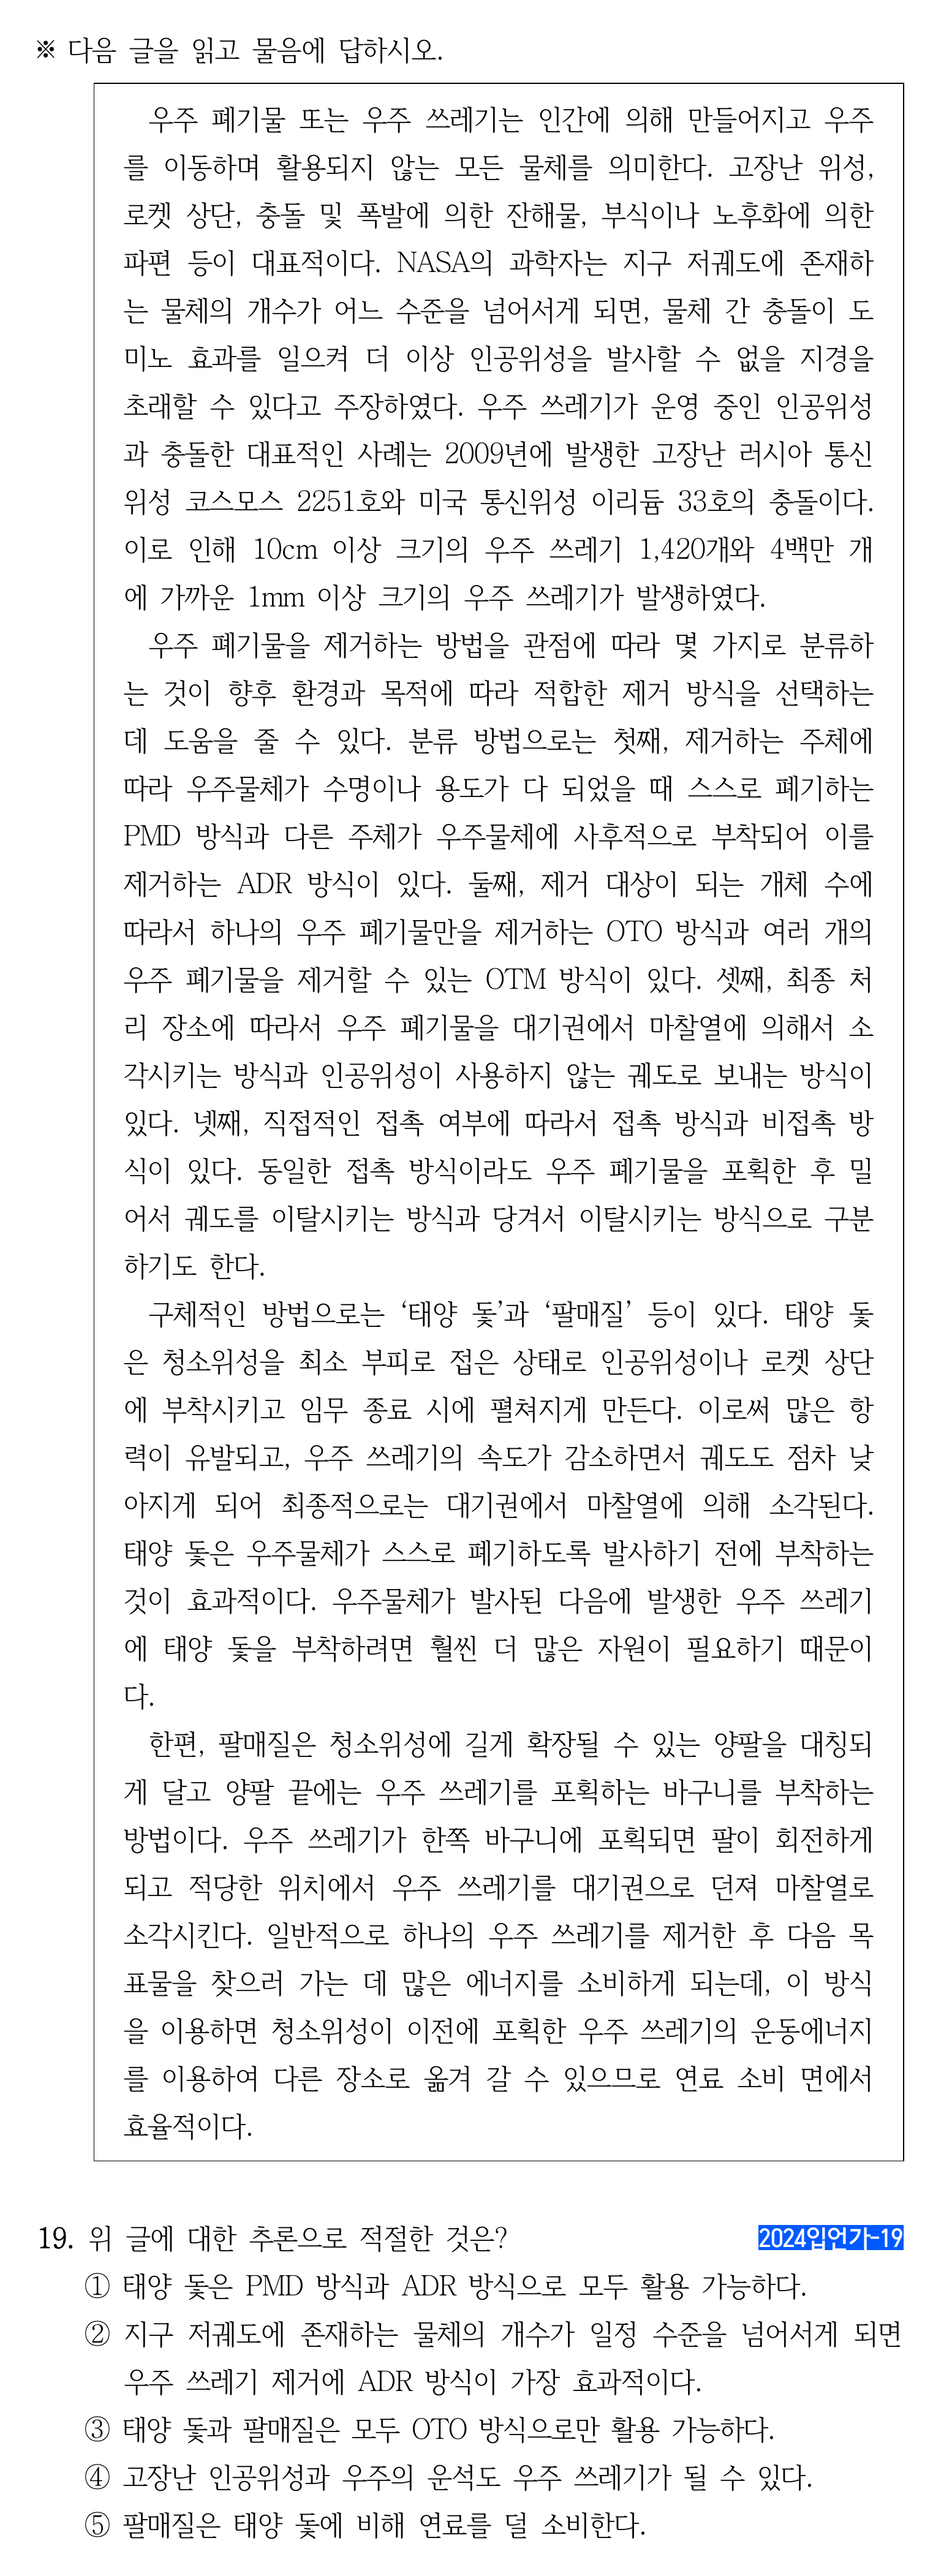 ※ 다음 글을 읽고 물음에 답하시오.
우주 폐기물 또는 우주 쓰레기는 인간에 의해 만들어지고 우주
를 이동하며 활용되지 않는 모든 물체를 의미한다. 고장난 위성,
로켓 상단, 충돌 및 폭발에 의한 잔해물, 부식이나 노후화에 의한
파편 등이 대표적이다. NASA의 과학자는 지구 저궤도에 존재하
는 물체의 개수가 어느 수준을 넘어서게 되면, 물체 간 충돌이 도
미노 효과를 일으켜 더 이상 인공위성을 발사할 수 없을 지경을
초래할 수 있다고 주장하였다. 우주 쓰레기가 운영 중인 인공위성
과 충돌한 대표적인 사례는 2009년에 발생한 고장난 러시아 통신
위성 코스모스 2251호와 미국 통신위성 이리듐 33호의 충돌이다.
이로 인해 10cm 이상 크기의 우주 쓰레기 1,420개와 4백만 개
에 가까운 1mm 이상 크기의 우주 쓰레기가 발생하였다.
우주 폐기물을 제거하는 방법을 관점에 따라 몇 가지로 분류하
는 것이 향후 환경과 목적에 따라 적합한 제거 방식을 선택하는
데 도움을 줄 수 있다. 분류 방법으로는 첫째, 제거하는 주체에
따라 우주물체가 수명이나 용도가 다 되었을 때 스스로 폐기하는
PMD 방식과 다른 주체가 우주물체에 사후적으로 부착되어 이를
제거하는 ADR 방식이 있다. 둘째, 제거 대상이 되는 개체 수에
따라서 하나의 우주 폐기물만을 제거하는 OTO 방식과 여러 개의
우주 폐기물을 제거할 수 있는 OTM 방식이 있다. 셋째, 최종 처
리 장소에 따라서 우주 폐기물을 대기권에서 마찰열에 의해서 소
각시키는 방식과 인공위성이 사용하지 않는 궤도로 보내는 방식이
있다. 넷째, 직접적인 접촉 여부에 따라서 접촉 방식과 비접촉 방
식이 있다. 동일한 접촉 방식이라도 우주 폐기물을 포획한 후 밀
어서 궤도를 이탈시키는 방식과 당겨서 이탈시키는 방식으로 구분
하기도 한다.
구체적인 방법으로는 ‘태양 돛’과 ‘팔매질’ 등이 있다. 태양 돛
은 청소위성을 최소 부피로 접은 상태로 인공위성이나 로켓 상단
에 부착시키고 임무 종료 시에 펼쳐지게 만든다. 이로써 많은 항
력이 유발되고, 우주 쓰레기의 속도가 감소하면서 궤도도 점차 낮
아지게 되어 최종적으로는 대기권에서 마찰열에 의해 소각된다.
태양 돛은 우주물체가 스스로 폐기하도록 발사하기 전에 부착하는
것이 효과적이다. 우주물체가 발사된 다음에 발생한 우주 쓰레기
에 태양 돛을 부착하려면 훨씬 더 많은 자원이 필요하기 때문이
다.
한편, 팔매질은 청소위성에 길게 확장될 수 있는 양팔을 대칭되
게 달고 양팔 끝에는 우주 쓰레기를 포획하는 바구니를 부착하는
방법이다. 우주 쓰레기가 한쪽 바구니에 포획되면 팔이 회전하게
되고 적당한 위치에서 우주 쓰레기를 대기권으로 던져 마찰열로
소각시킨다. 일반적으로 하나의 우주 쓰레기를 제거한 후 다음 목
표물을 찾으러 가는 데 많은 에너지를 소비하게 되는데, 이 방식
을 이용하면 청소위성이 이전에 포획한 우주 쓰레기의 운동에너지
를 이용하여 다른 장소로 옮겨 갈 수 있으므로 연료 소비 면에서
효율적이다.
19. 위 글에 대한 추론으로 적절한 것은? 2024입언가-19
① 태양 돛은 PMD 방식과 ADR 방식으로 모두 활용 가능하다.
② 지구 저궤도에 존재하는 물체의 개수가 일정 수준을 넘어서게 되면
우주 쓰레기 제거에 ADR 방식이 가장 효과적이다.
③ 태양 돛과 팔매질은 모두 OTO 방식으로만 활용 가능하다.
④ 고장난 인공위성과 우주의 운석도 우주 쓰레기가 될 수 있다.
⑤ 팔매질은 태양 돛에 비해 연료를 덜 소비한다.